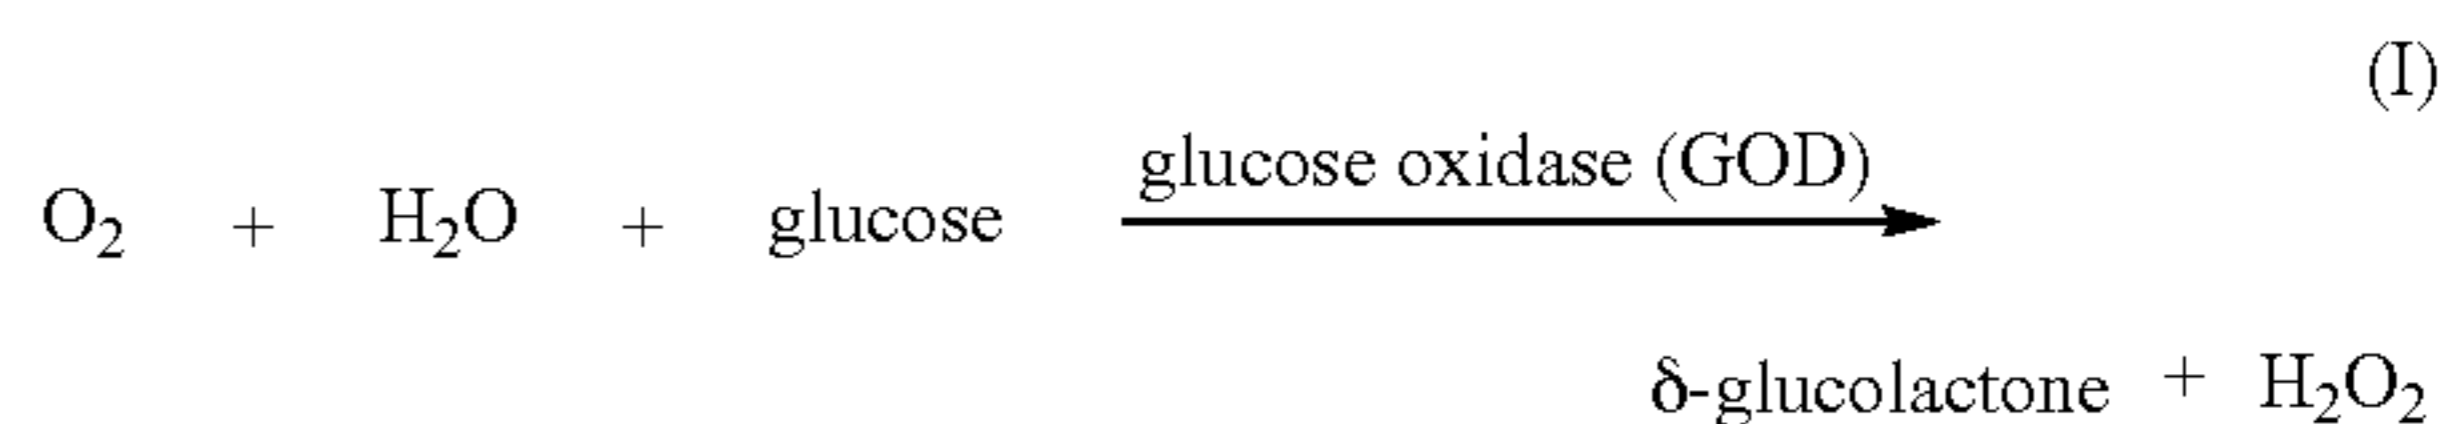 (I)
glucose oxidase (GOD)
O₂ + H₂O + glucose
δ-glucolactone + H₂O₂